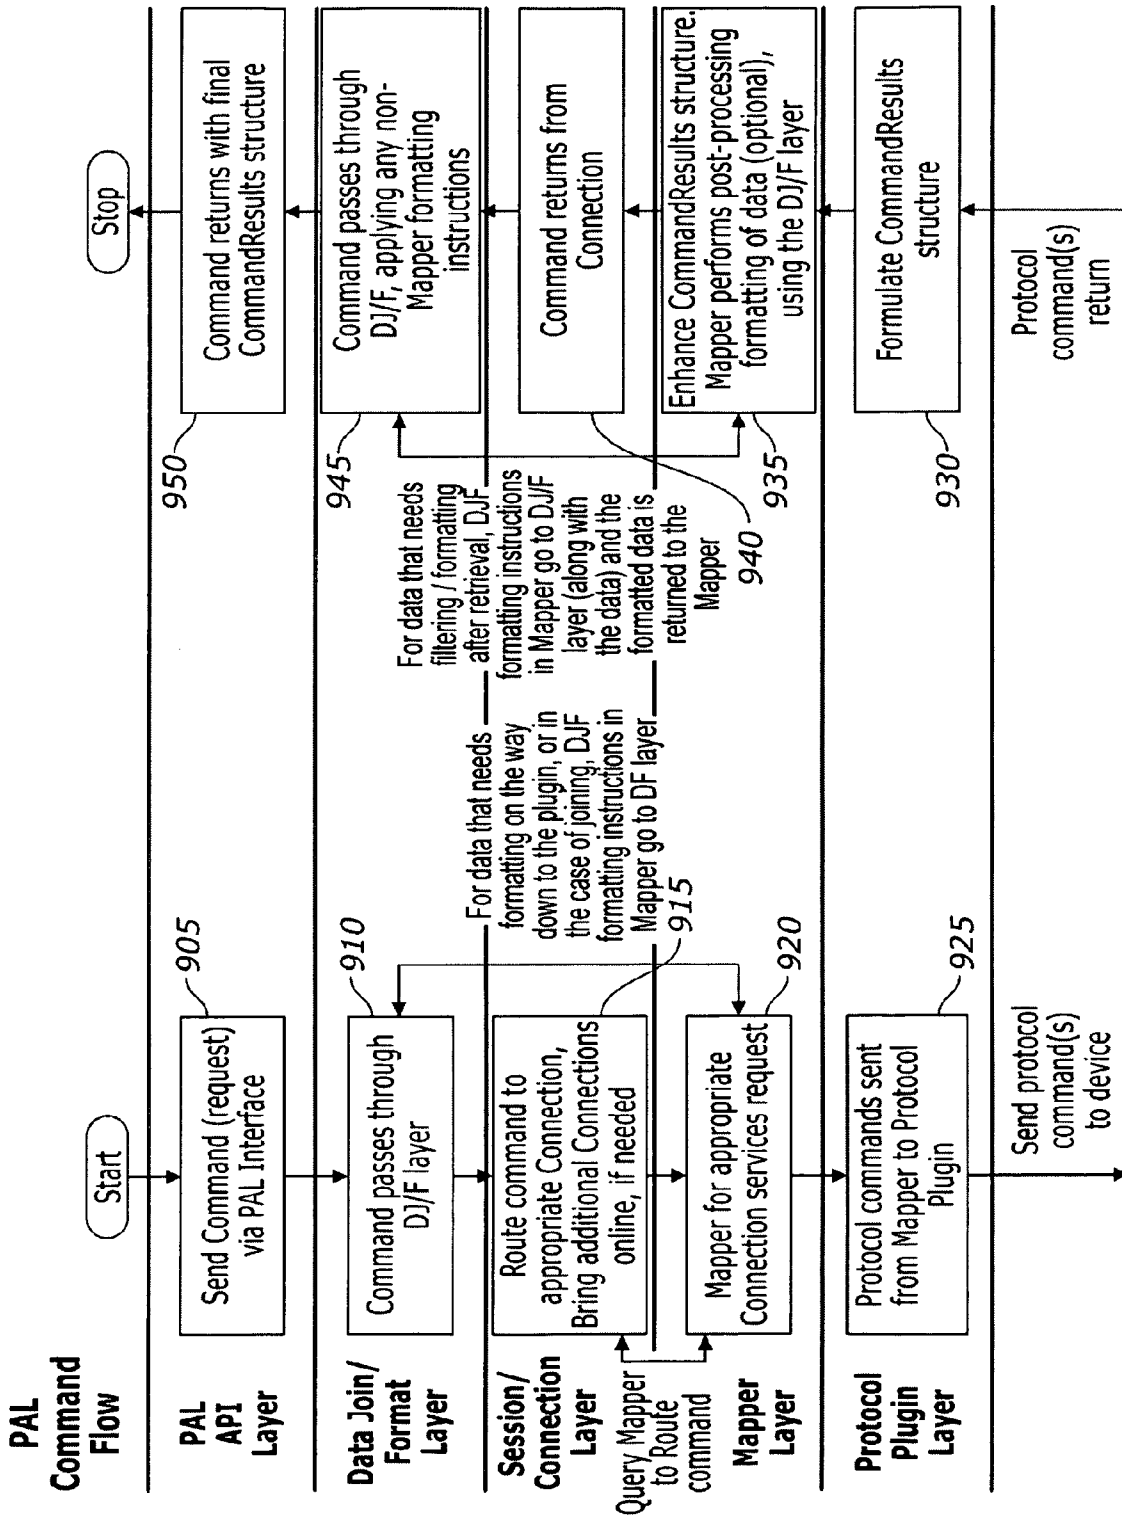 PAL
Command
Flow
Start
Stop
PAL
API
Layer
Send Command (request)
via PAL Interface
905
950
Command returns with final
CommandResults structure
Data Join/
Format
Layer
Command passes through
DJ/F layer
910
945
Command passes through
DJ/F, applying any non-
Mapper formatting
instructions
Session/
Connection
Layer
Route command to
appropriate Connection,
Bring additional Connections
online, if needed
915
For data that needs
formatting on the way
down to the plugin, or in
the case of joining, DJF
formatting instructions in
Mapper go to DF layer
For data that needs
filtering / formatting
after retrieval, DJF
formatting instructions
in Mapper go to DJ/F
layer (along with
the data) and the
formatted data is
returned to the
Mapper
940
Command returns from
Connection
Query Mapper
to Route
command
Mapper
Layer
Mapper for appropriate
Connection services request
920
935
Enhance CommandResults structure.
Mapper performs post-processing
formatting of data (optional),
using the DJ/F layer
Protocol
Plugin
Layer
Protocol commands sent
from Mapper to Protocol
Plugin
925
930
Formulate CommandResults
structure
Send protocol
command(s)
to device
Protocol
command(s)
return